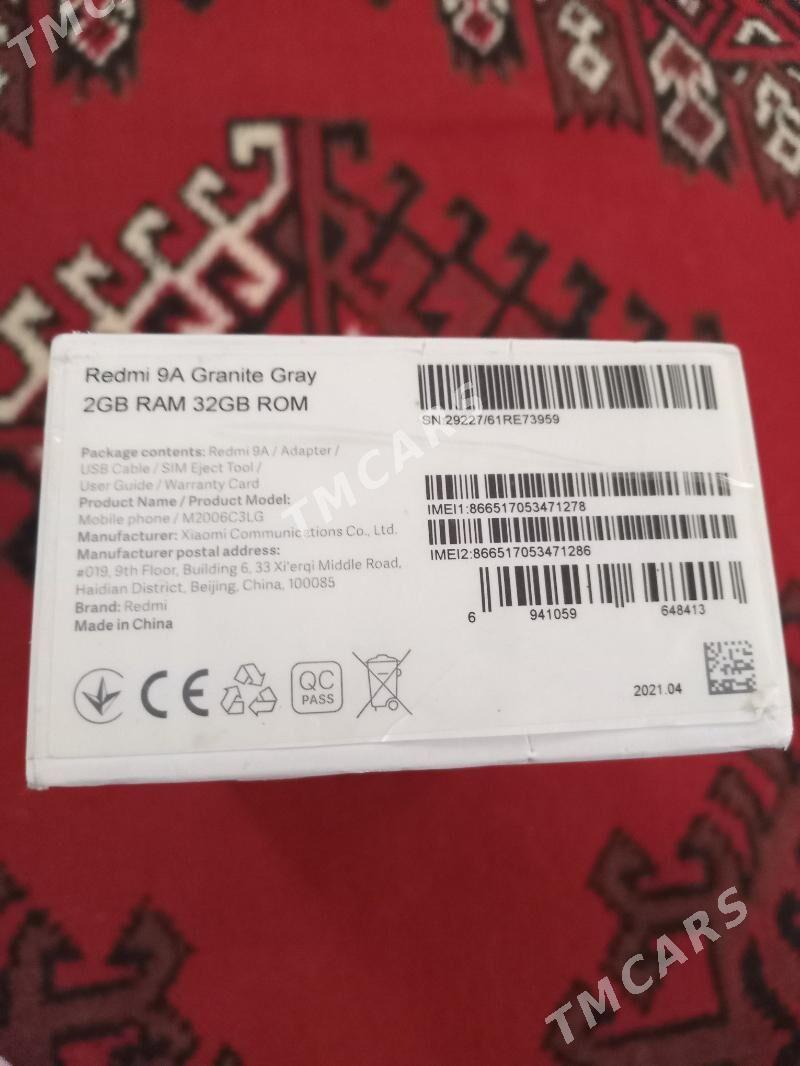 TMCARS
Redmi 9A Granite Gray
2GB RAM 32GB ROM
Package contents: Redmi 9A / Adapter /
USB Cable / SIM Eject Tool /
User Guide / Warranty Card
Product Name / Product Model:
Mobile phone / M2006C3LG
Manufacturer: Xiaomi Communications Co., Ltd.
Manufacturer postal address:
#019, 9th Floor, Building 6, 33 Xi'erqi Middle Road,
Haidian District, Beijing, China, 100085
Brand: Redmi
Made in China
SN:29227/61RE73959
IMEI1:866517053471278
IMEI2:866517053471286
6 941059 648413
CE
QC
PASS
2021.04
TMCARS
TMCARS